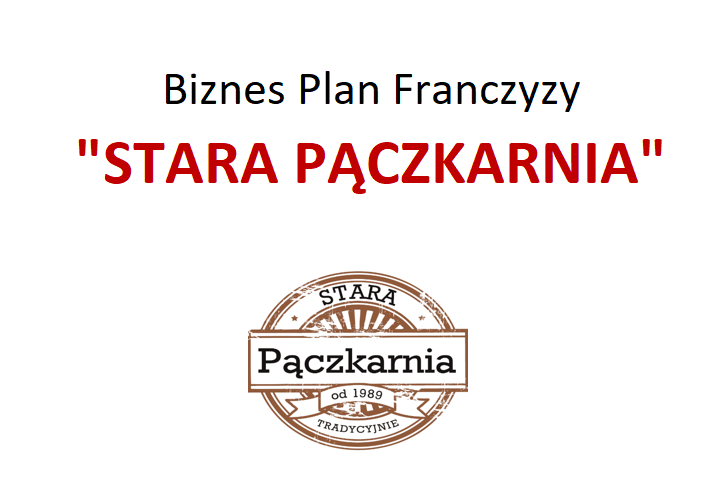 Biznes Plan Franczyzy
"STARA PĄCZKARNIA"
STARA
Pączkarnia
od 1989
TRADYCYJNIE